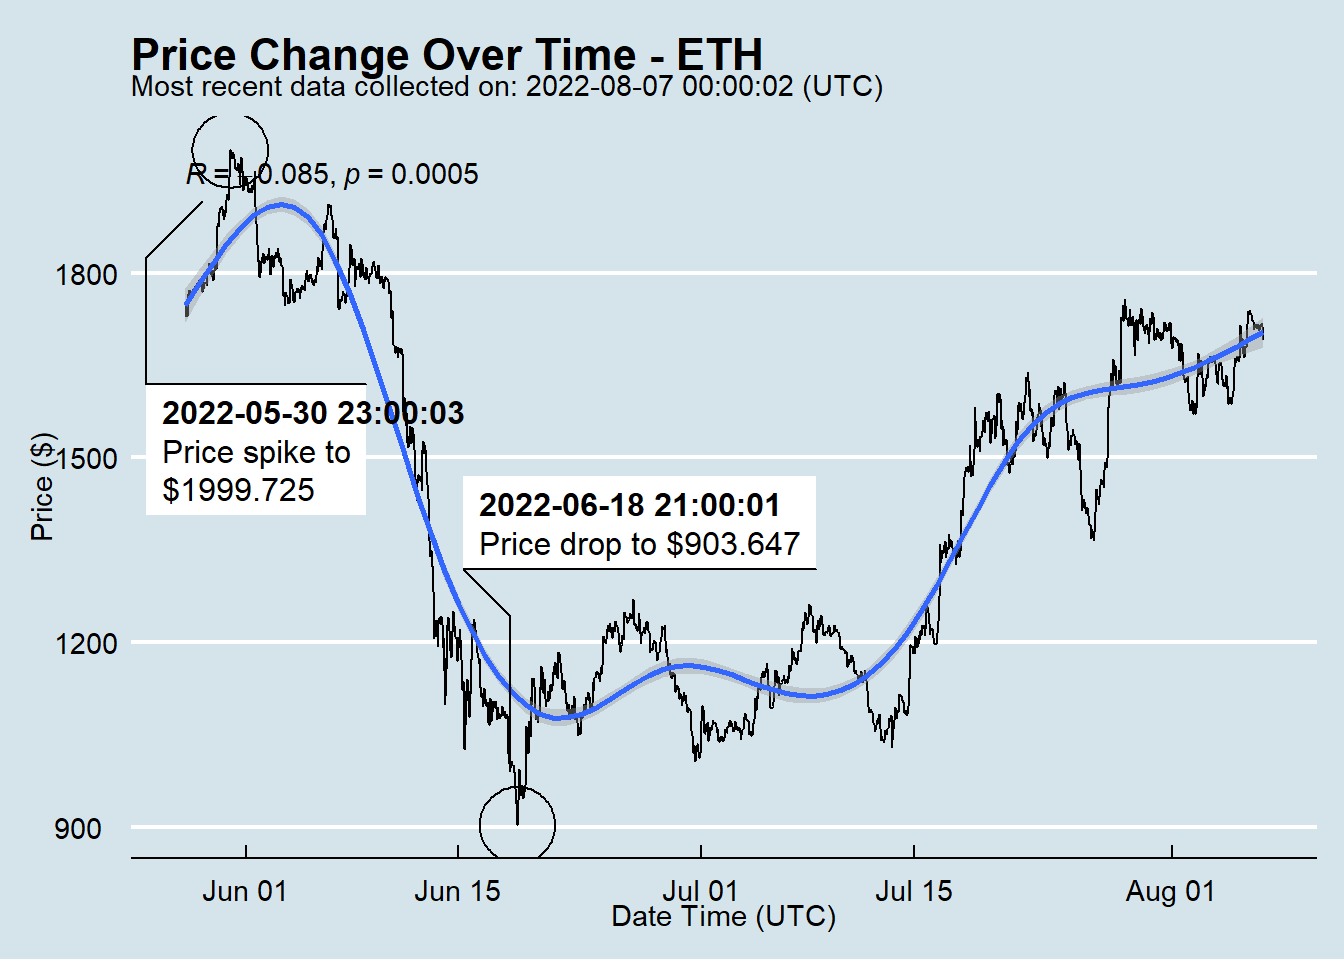 Price Change Over Time - ETH
Most recent data collected on: 2022-08-07 00:00:02 (UTC)
R = −0.085, p = 0.0005
1800
1500
1200
900
Price ($)
2022-05-30 23:00:03
Price spike to
$1999.725
2022-06-18 21:00:01
Price drop to $903.647
Jun 01
Jun 15
Jul 01
Jul 15
Aug 01
Date Time (UTC)